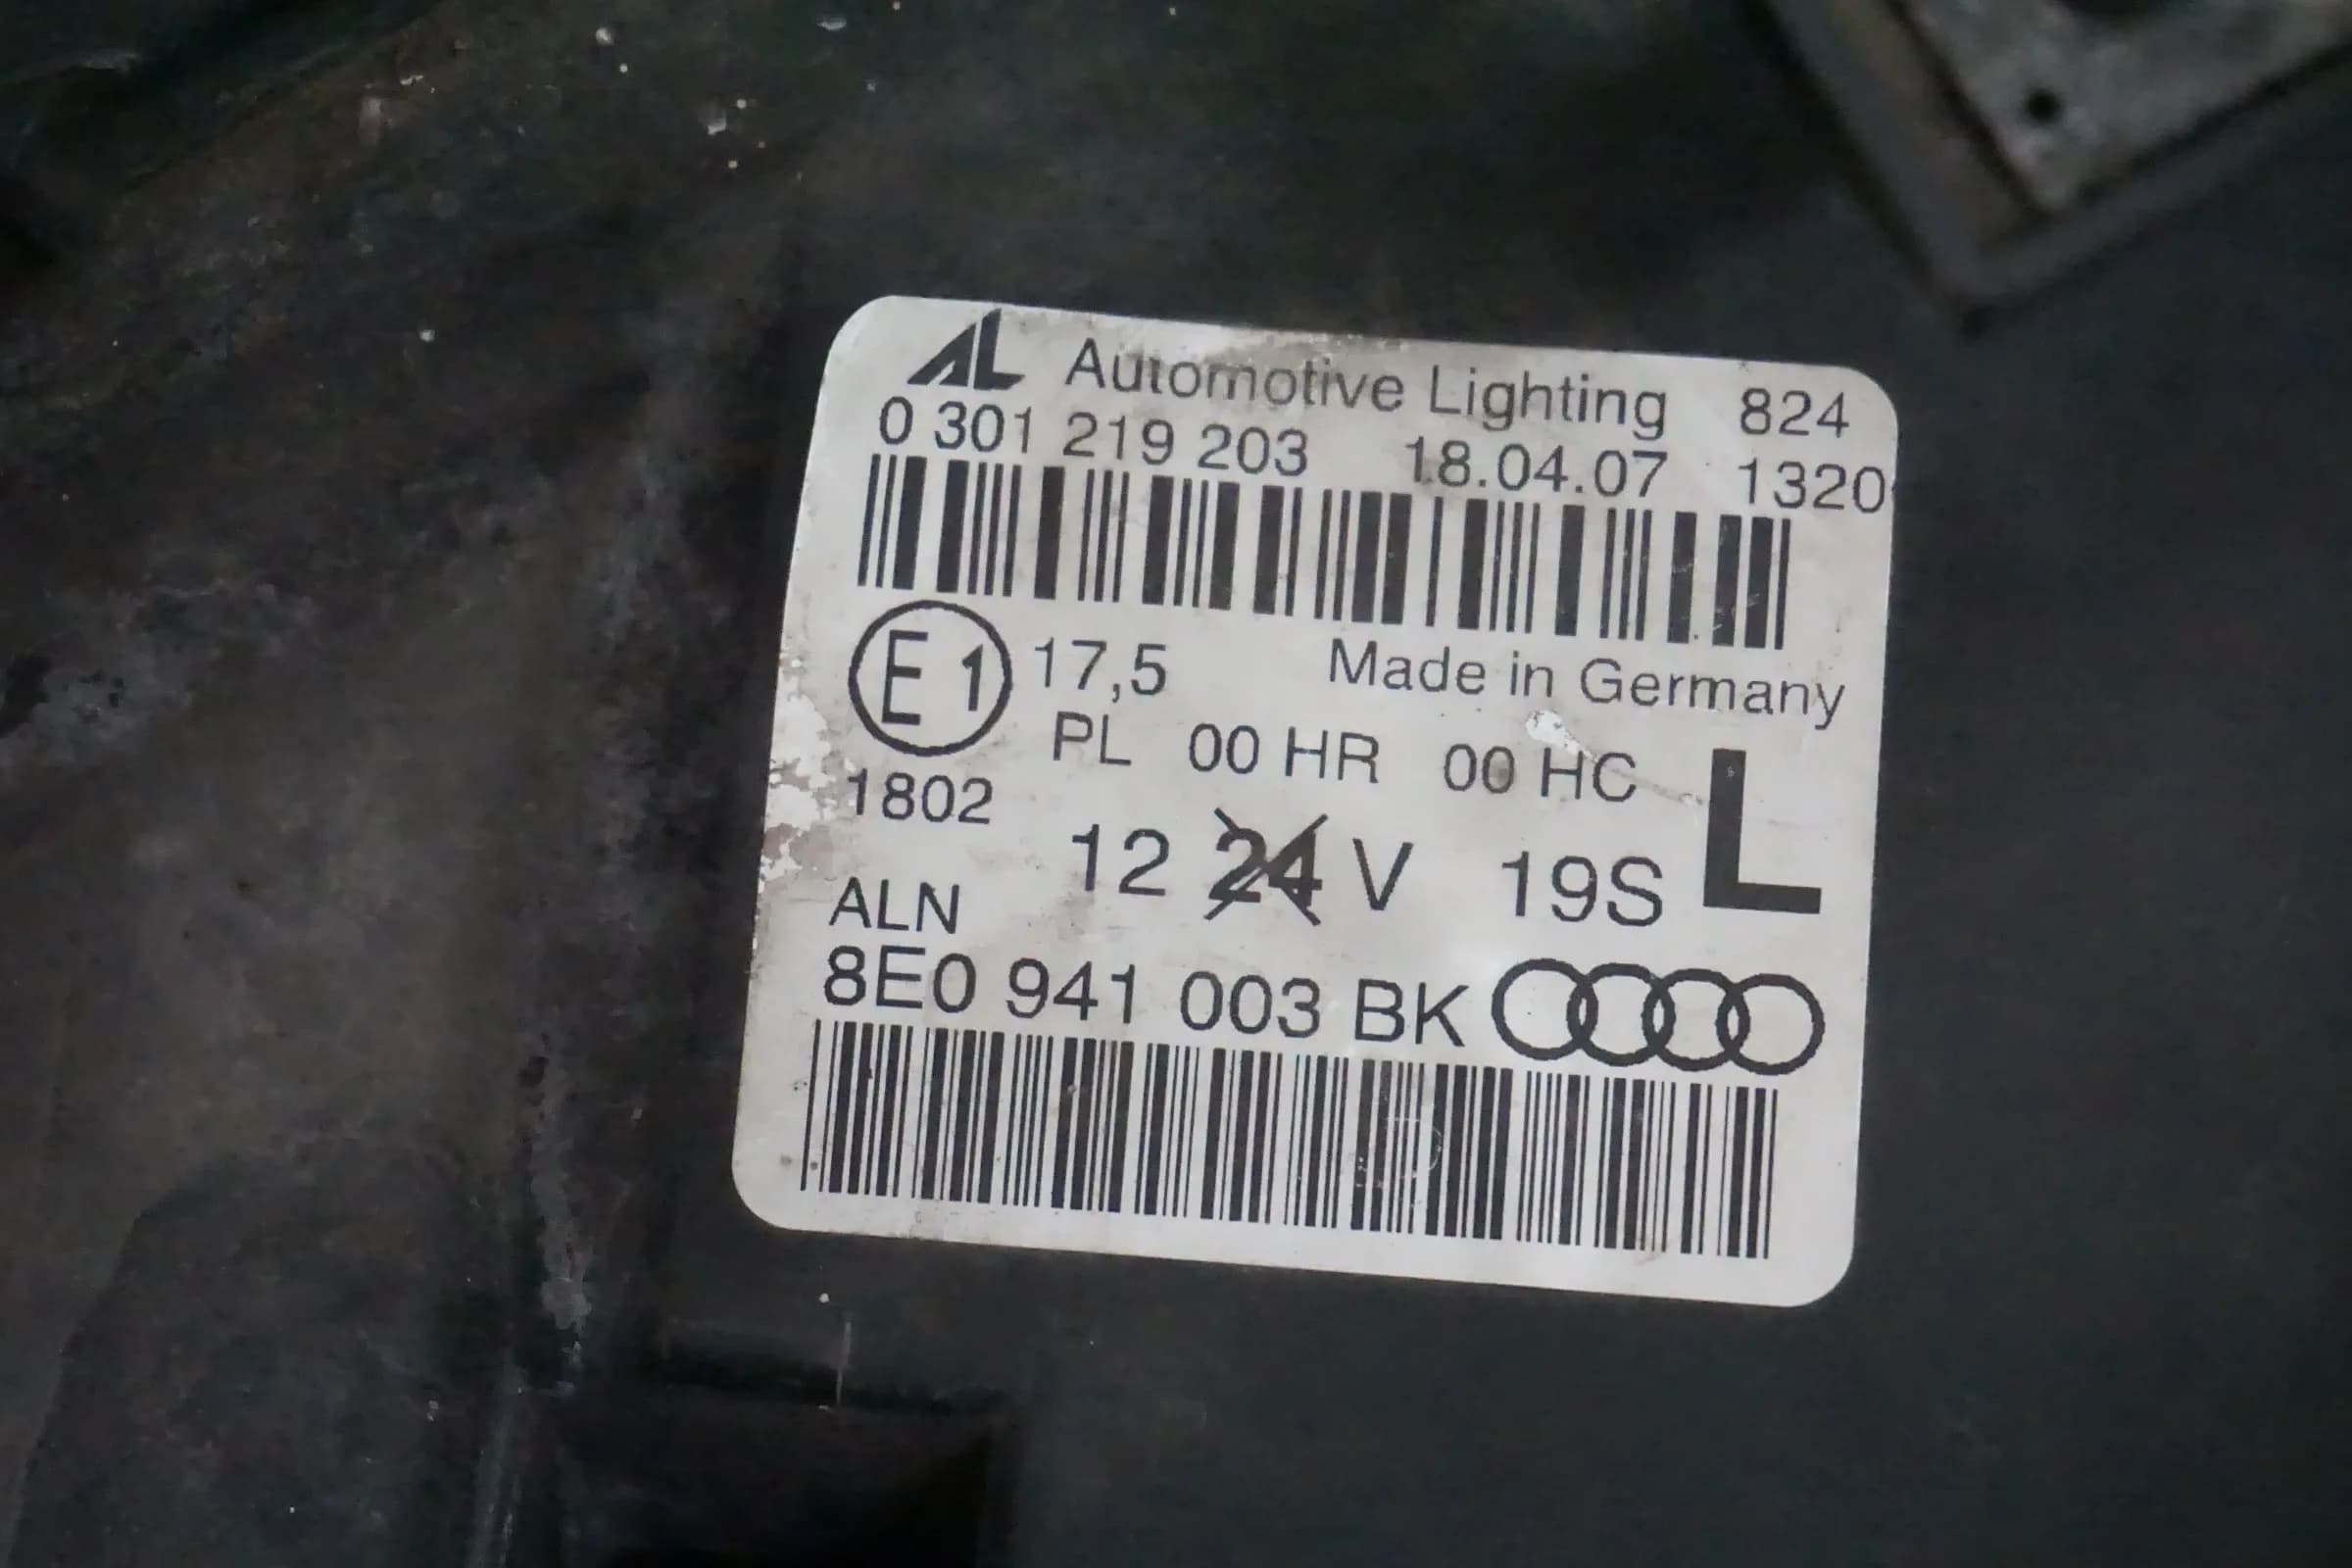 AL Automotive Lighting 824
0 301 219 203 18.04.07 1320
E1 17,5 Made in Germany
PL 00 HR 00 HC L
1802
12 24 V 19S
ALN
8E0 941 003 BK